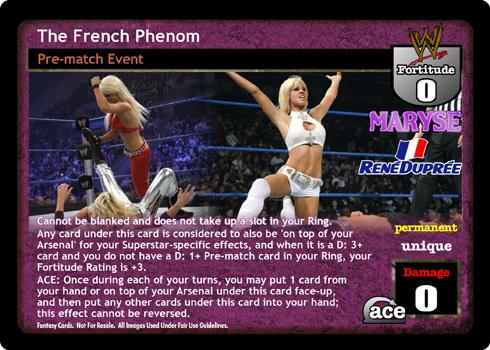 The French Phenom
Pre-match Event
W
Fortitude
0
MARYSE
RENÉDUPRÉE
Cannot be blanked and does not take up a slot in your Ring.
Any card under this card is considered to also be 'on top of your
Arsenal' for your Superstar-specific effects, and when it is a D: 3+
card and you do not have a D: 1+ Pre-match card in your Ring, your
Fortitude Rating is +3.
ACE: Once during each of your turns, you may put 1 card from
your hand or on top of your Arsenal under this card face-up,
and then put any other cards under this card into your hand;
this effect cannot be reversed.
permanent
unique
Damage
0
ace
Fantasy Cards. Not For Resale. All Images Used Under Fair Use Guidelines.